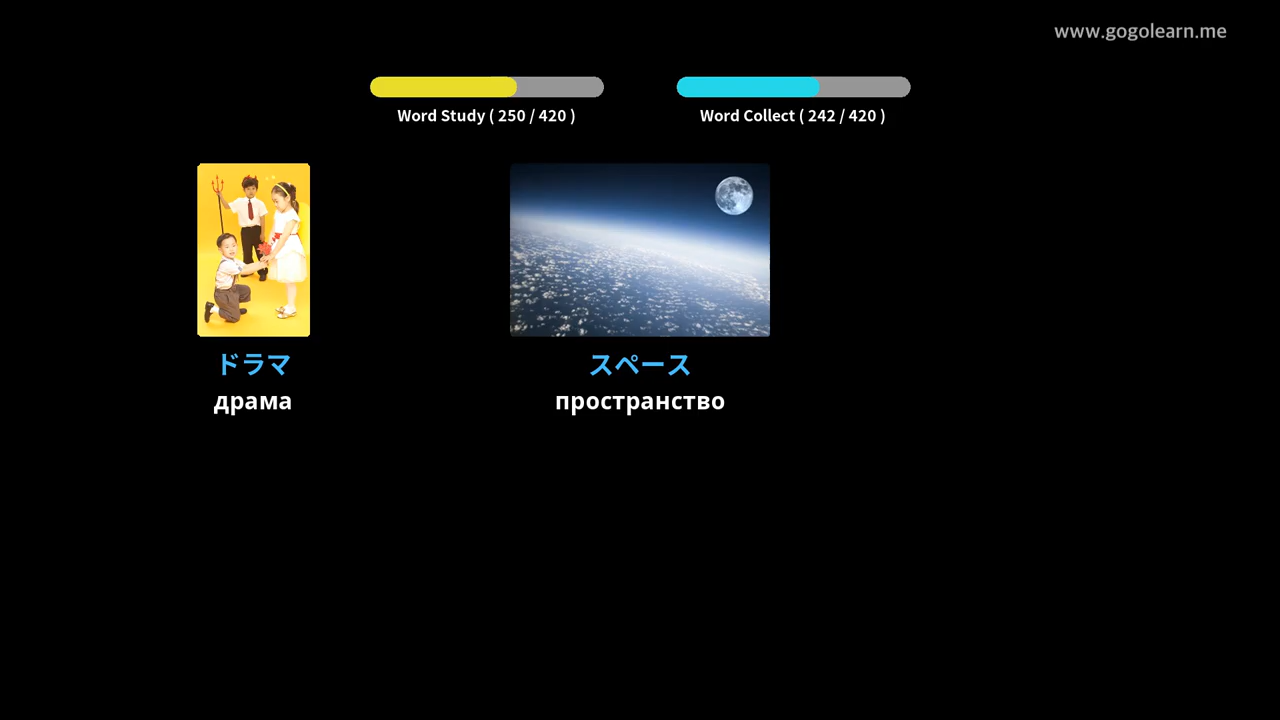 www.gogolearn.me
Word Study ( 250 / 420 )
Word Collect ( 242 / 420 )
ドラマ
драма
スペース
пространство